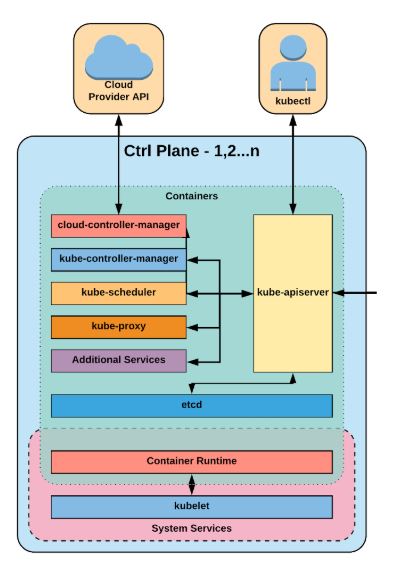 Cloud
Provider API
kubectl
Ctrl Plane - 1,2...n
Containers
cloud-controller-manager
kube-controller-manager
kube-scheduler
kube-proxy
Additional Services
kube-apiserver
etcd
Container Runtime
kubelet
System Services